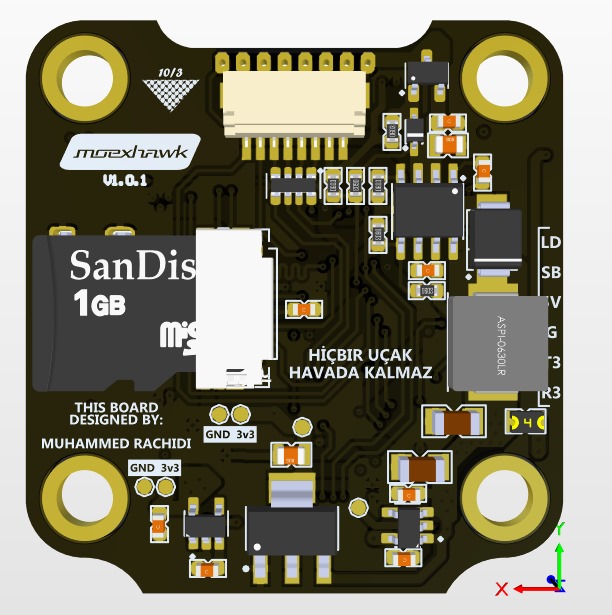 10/3
moexhawk
V1.0.1
SanDis
1GB
LD
SB
V
G
T3
R3
ASPI-0630LR
HİÇBIR UÇAK
HAVADA KALMAZ
THIS BOARD
DESIGNED BY:
MUHAMMED RACHIDI
GND 3v3
GND 3v3
4
Y
X